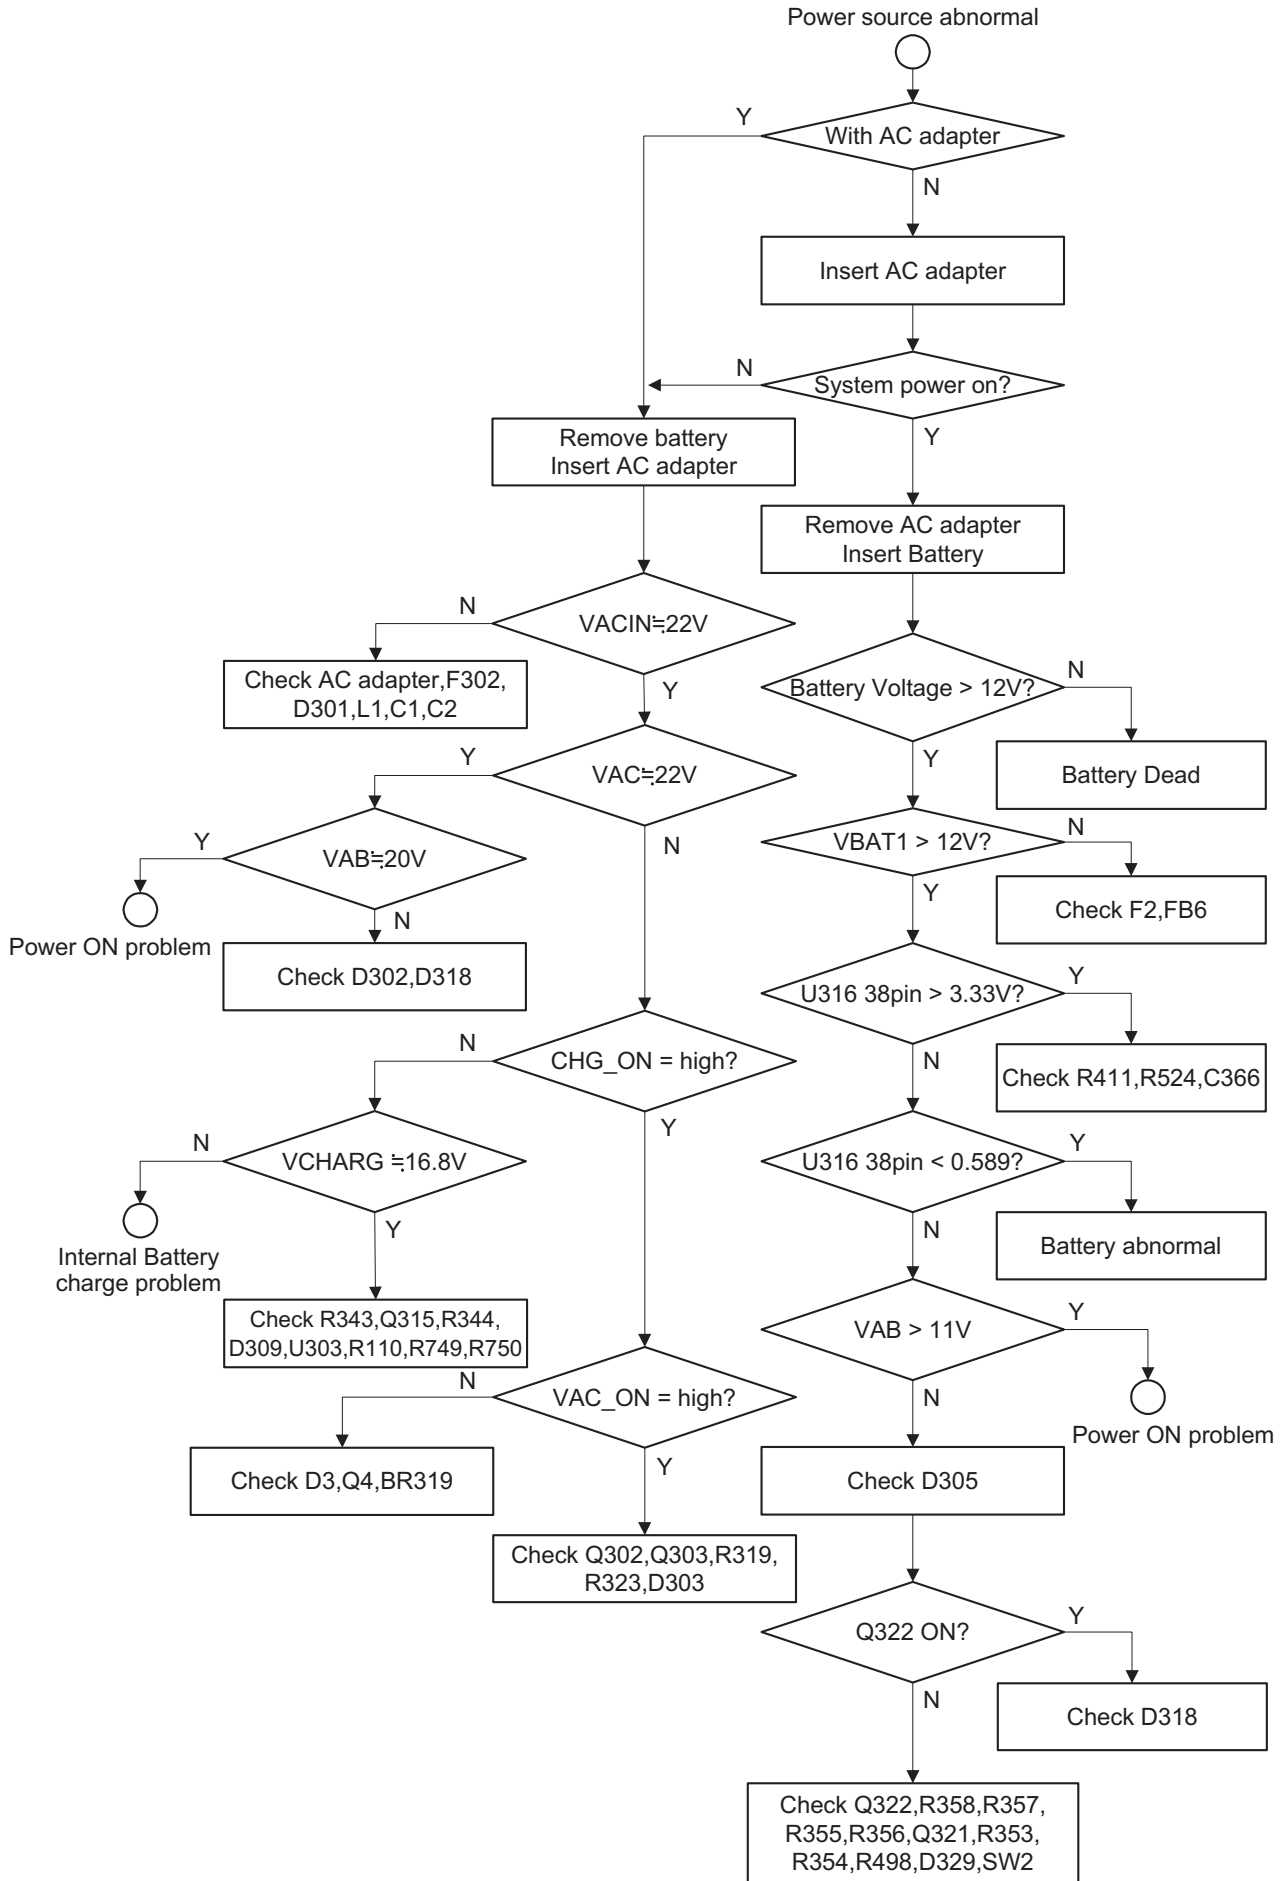 Power source abnormal
Y
With AC adapter
N
Insert AC adapter
N
System power on?
Y
Remove battery
Insert AC adapter
Remove AC adapter
Insert Battery
N
VACIN≒22V
Y
Check AC adapter,F302,
D301,L1,C1,C2
Battery Voltage > 12V?
N
Y
Battery Dead
Y
VAC≒22V
N
VBAT1 > 12V?
N
Y
Check F2,FB6
Y
VAB≒20V
N
Power ON problem
Check D302,D318
U316 38pin > 3.33V?
Y
N
Check R411,R524,C366
N
CHG_ON = high?
Y
N
VCHARG ≒16.8V
Y
Internal Battery
charge problem
Check R343,Q315,R344,
D309,U303,R110,R749,R750
U316 38pin < 0.589?
Y
N
Battery abnormal
VAB > 11V
Y
N
Power ON problem
N
VAC_ON = high?
Y
Check D3,Q4,BR319
Check Q302,Q303,R319,
R323,D303
Check D305
Q322 ON?
Y
N
Check D318
Check Q322,R358,R357,
R355,R356,Q321,R353,
R354,R498,D329,SW2